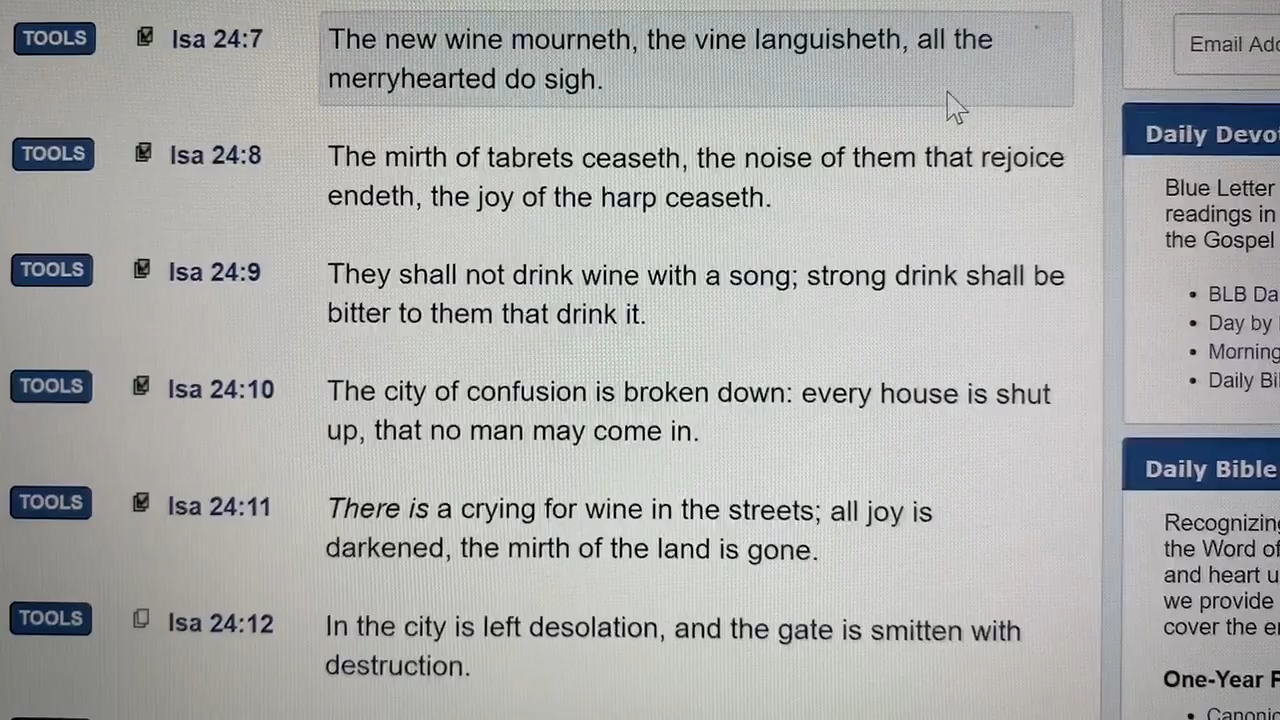 TOOLS Isa 24:7 The new wine mourneth, the vine languisheth, all the
merryhearted do sigh.
TOOLS Isa 24:8 The mirth of tabrets ceaseth, the noise of them that rejoice
endeth, the joy of the harp ceaseth.
TOOLS Isa 24:9 They shall not drink wine with a song; strong drink shall be
bitter to them that drink it.
TOOLS Isa 24:10 The city of confusion is broken down: every house is shut
up, that no man may come in.
TOOLS Isa 24:11 There is a crying for wine in the streets; all joy is
darkened, the mirth of the land is gone.
TOOLS Isa 24:12 In the city is left desolation, and the gate is smitten with
destruction.
Email Add
Daily Devo
Blue Letter
readings in
the Gospel
• BLB Da
• Day by
• Morning
• Daily Bi
Daily Bible
Recognizing
the Word of
and heart u
we provide
cover the e
One-Year
• Canonic